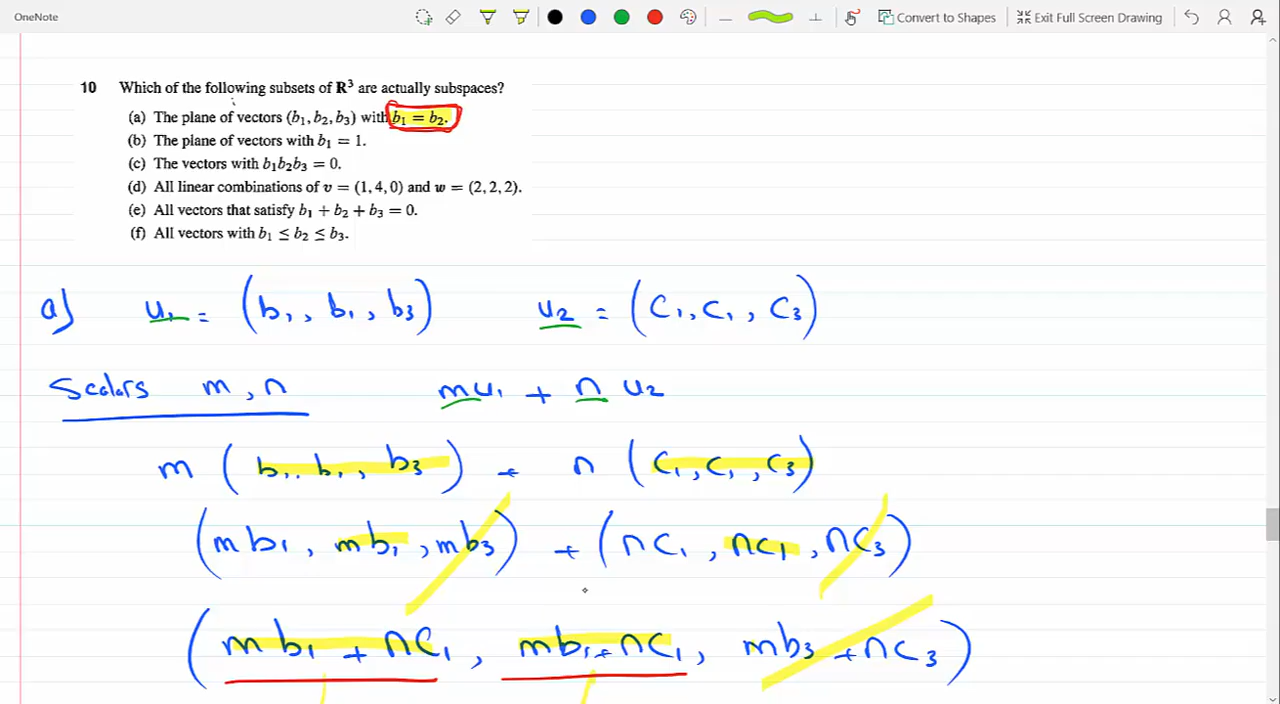 OneNote
Convert to Shapes
Exit Full Screen Drawing
10 Which of the following subsets of R³ are actually subspaces?
(a) The plane of vectors (b₁, b₂, b₃) with b₁ = b₂.
(b) The plane of vectors with b₁ = 1.
(c) The vectors with b₁b₂b₃ = 0.
(d) All linear combinations of v = (1, 4, 0) and w = (2, 2, 2).
(e) All vectors that satisfy b₁ + b₂ + b₃ = 0.
(f) All vectors with b₁ ≤ b₂ ≤ b₃.
a) u₁ = (b₁, b₁, b₃) u₂ = (c₁, c₁, c₃)
Scalars m, n mu₁ + n u₂
m (b₁, b₁, b₃) + n (c₁, c₁, c₃)
(mb₁, mb₁, mb₃) + (nc₁, nc₁, nc₃)
(mb₁ + nc₁, mb₁ + nc₁, mb₃ + nc₃)